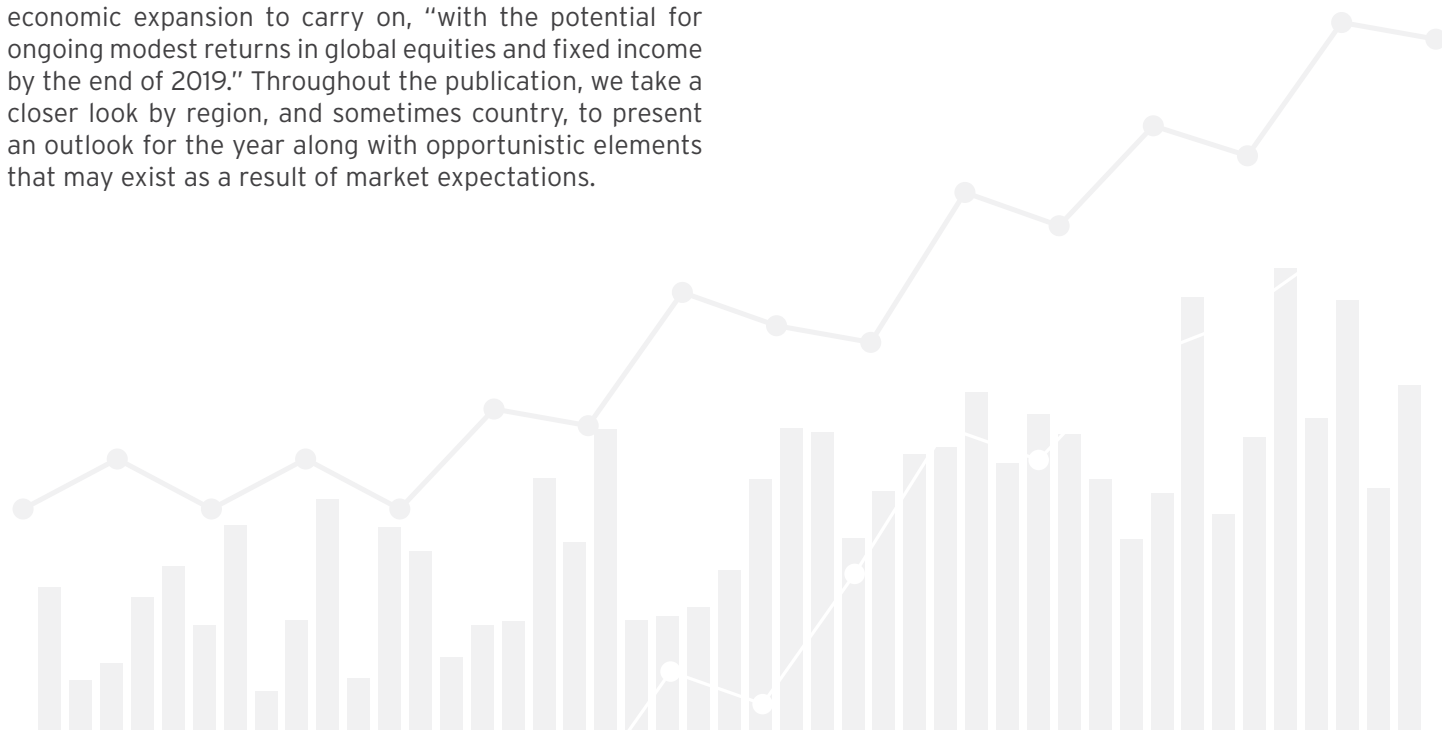 economic expansion to carry on, “with the potential for
ongoing modest returns in global equities and fixed income
by the end of 2019.” Throughout the publication, we take a
closer look by region, and sometimes country, to present
an outlook for the year along with opportunistic elements
that may exist as a result of market expectations.